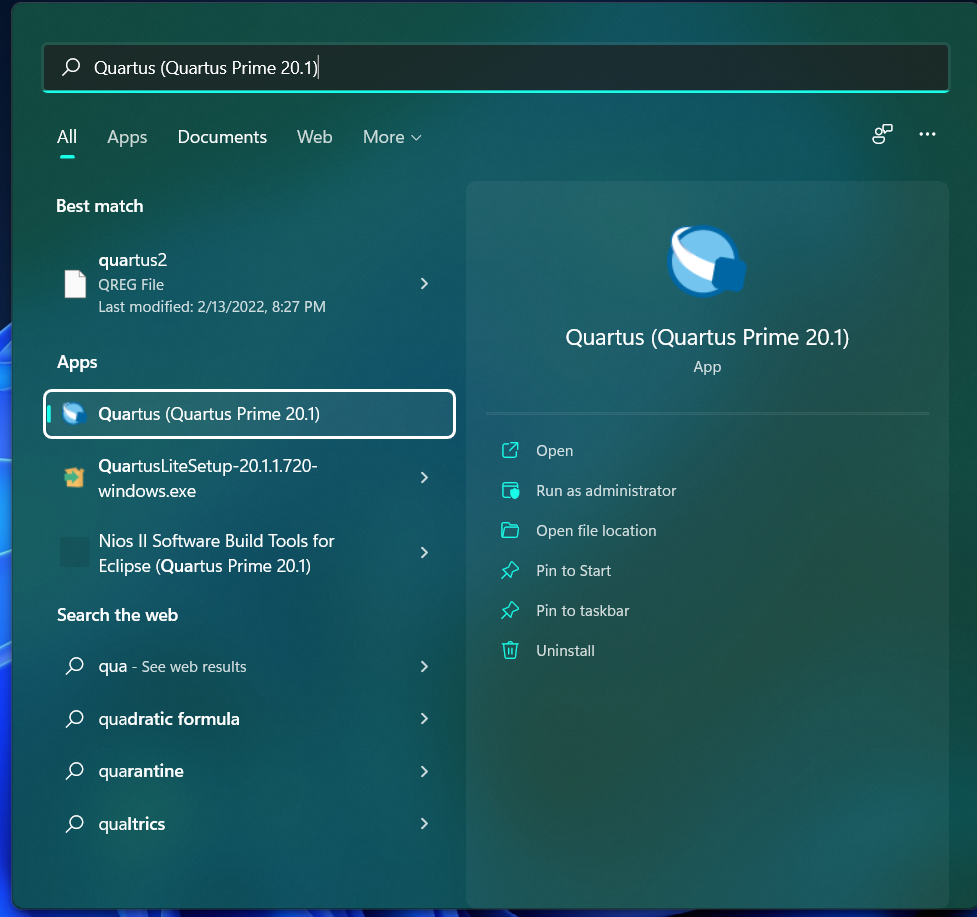 Quartus (Quartus Prime 20.1)
All Apps Documents Web More
Best match
quartus2
QREG File
Last modified: 2/13/2022, 8:27 PM
Apps
Quartus (Quartus Prime 20.1)
QuartusLiteSetup-20.1.1.720-
windows.exe
Nios II Software Build Tools for
Eclipse (Quartus Prime 20.1)
Search the web
qua - See web results
quadratic formula
quarantine
qualtrics
Quartus (Quartus Prime 20.1)
App
Open
Run as administrator
Open file location
Pin to Start
Pin to taskbar
Uninstall